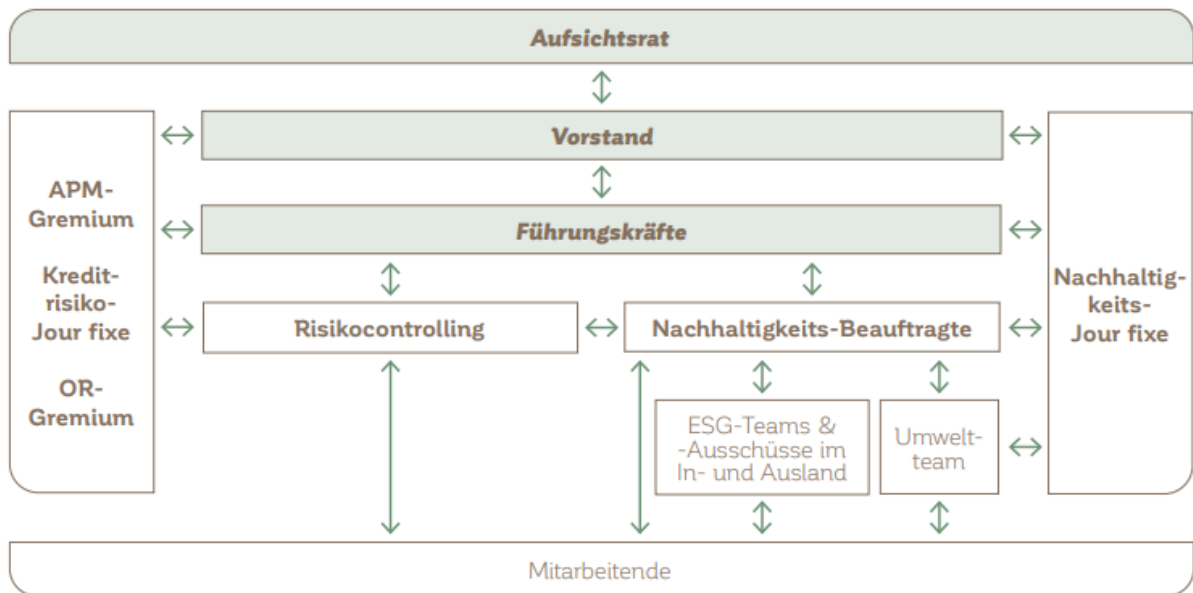 Aufsichtsrat
Vorstand
Führungskräfte
APM-
Gremium
Kredit-
risiko-
Jour fixe
OR-
Gremium
Risikocontrolling
Nachhaltigkeits-Beauftragte
Nachhaltig-
keits-
Jour fixe
ESG-Teams &
-Ausschüsse im
In- und Ausland
Umwelt-
team
Mitarbeitende